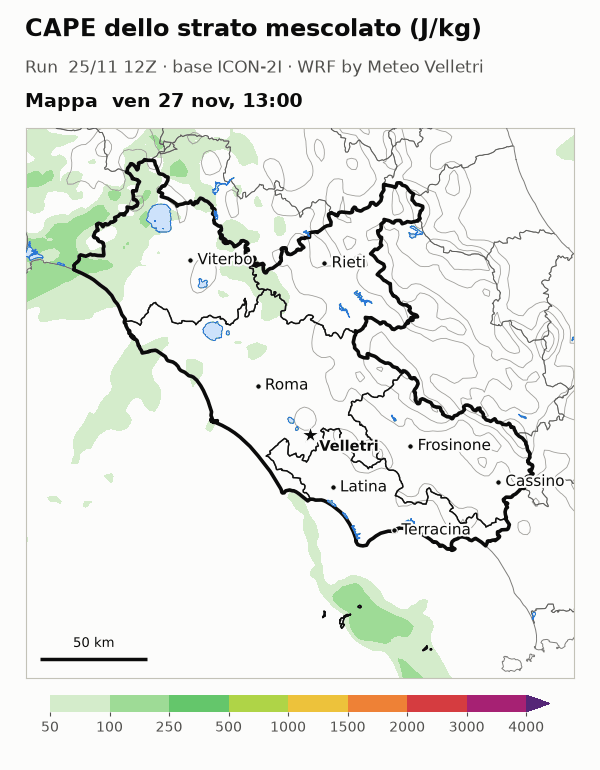 CAPE dello strato mescolato (J/kg)
Run  25/11 12Z · base ICON-2I · WRF by Meteo Velletri
Mappa  ven 27 nov, 13:00
Viterbo
Rieti
Roma
Velletri
Frosinone
Cassino
Latina
Terracina
50 km
50 100 250 500 1000 1500 2000 3000 4000